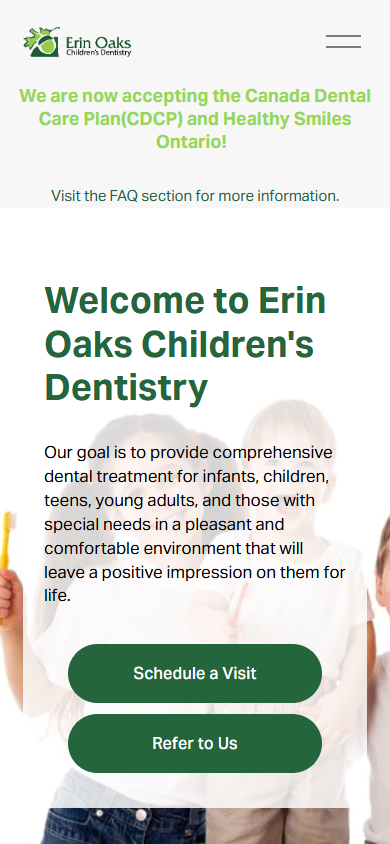 Erin Oaks
Children's Dentistry
We are now accepting the Canada Dental
Care Plan(CDCP) and Healthy Smiles
Ontario!
Visit the FAQ section for more information.
Welcome to Erin
Oaks Children's
Dentistry
Our goal is to provide comprehensive
dental treatment for infants, children,
teens, young adults, and those with
special needs in a pleasant and
comfortable environment that will
leave a positive impression on them for
life.
Schedule a Visit
Refer to Us